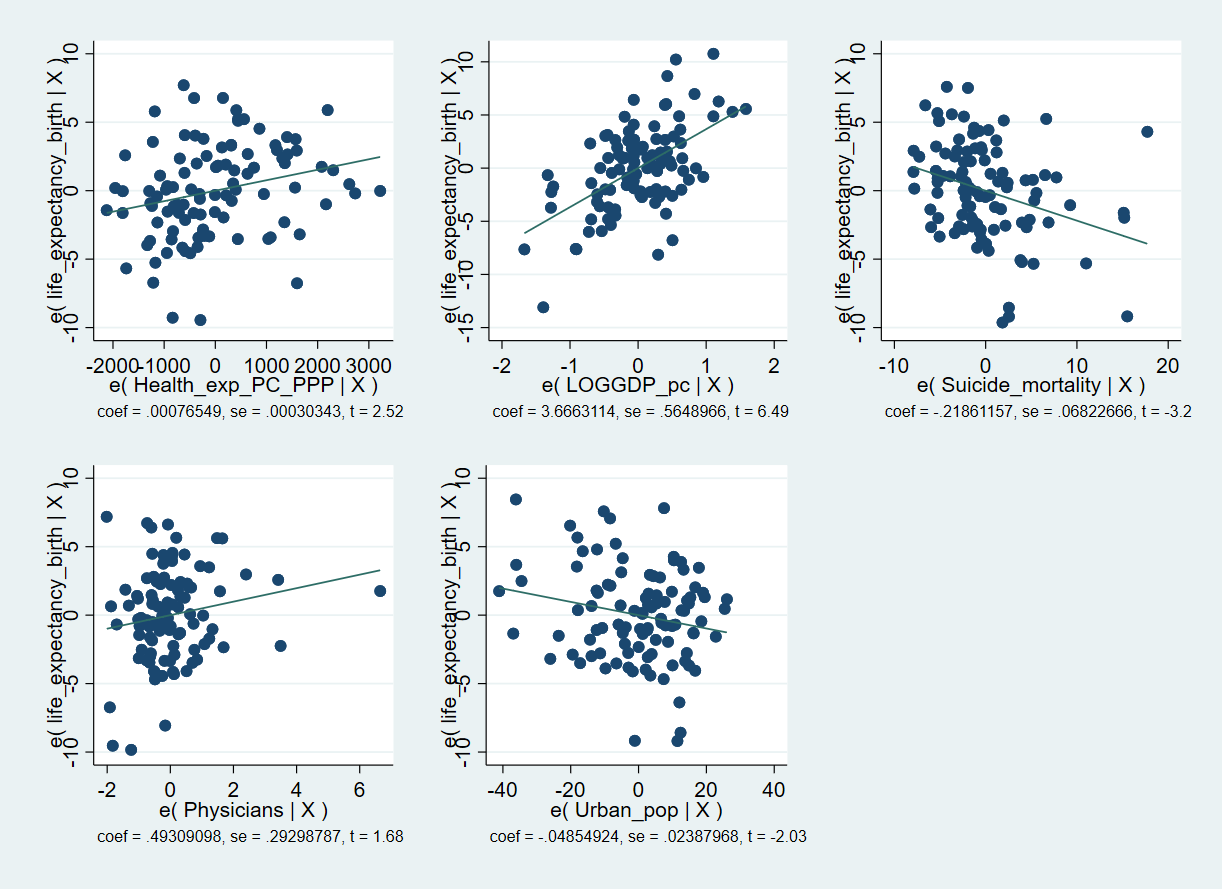 e( life_expectancy_birth | X )
10
5
0
-5
-10
-2000 -1000 0 1000 2000 3000
e( Health_exp_PC_PPP | X )
coef = .00076549, se = .00030343, t = 2.52
e( life_expectancy_birth | X )
10
5
0
-5
-10
-15
-2 -1 0 1 2
e( LOGGDP_pc | X )
coef = 3.6663114, se = .5648966, t = 6.49
e( life_expectancy_birth | X )
10
5
0
-5
-10
-10 0 10 20
e( Suicide_mortality | X )
coef = -.21861157, se = .06822666, t = -3.2
e( life_expectancy_birth | X )
10
5
0
-5
-10
-2 0 2 4 6
e( Physicians | X )
coef = .49309098, se = .29298787, t = 1.68
e( life_expectancy_birth | X )
10
5
0
-5
-10
-40 -20 0 20 40
e( Urban_pop | X )
coef = -.04854924, se = .02387968, t = -2.03